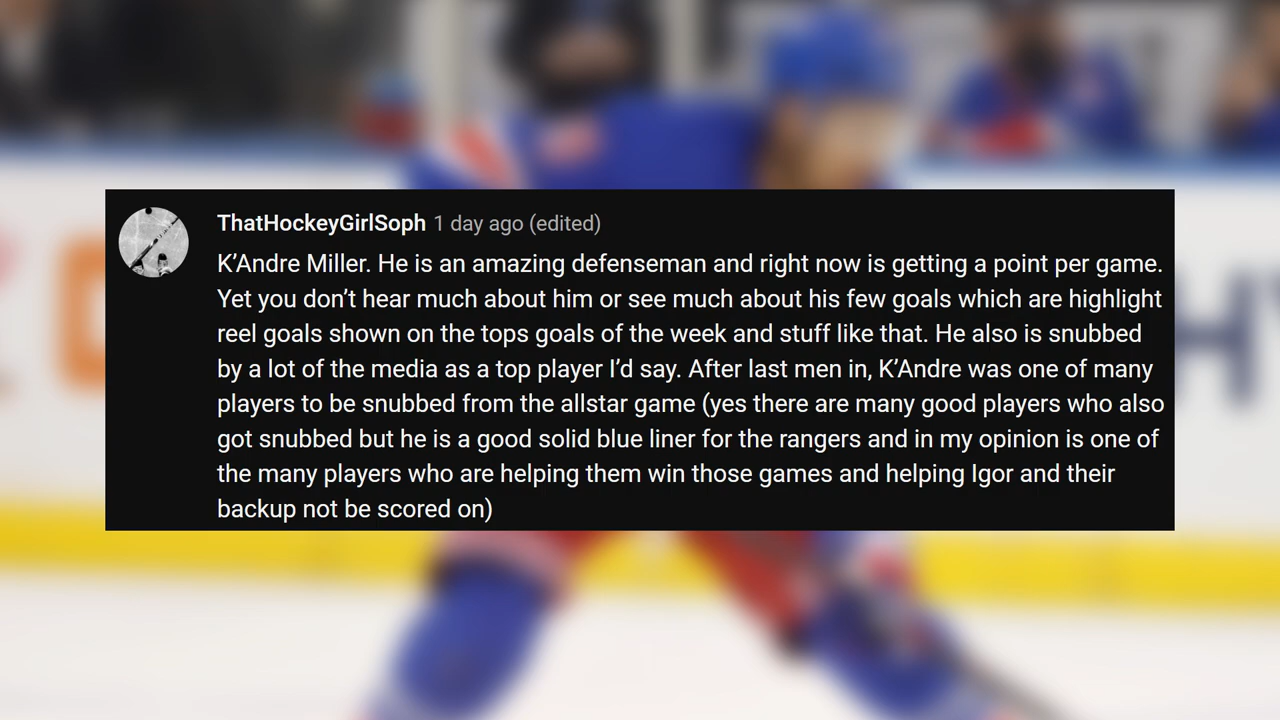 ThatHockeyGirlSoph 1 day ago (edited)
K’Andre Miller. He is an amazing defenseman and right now is getting a point per game.
Yet you don’t hear much about him or see much about his few goals which are highlight
reel goals shown on the tops goals of the week and stuff like that. He also is snubbed
by a lot of the media as a top player I’d say. After last men in, K’Andre was one of many
players to be snubbed from the allstar game (yes there are many good players who also
got snubbed but he is a good solid blue liner for the rangers and in my opinion is one of
the many players who are helping them win those games and helping Igor and their
backup not be scored on)